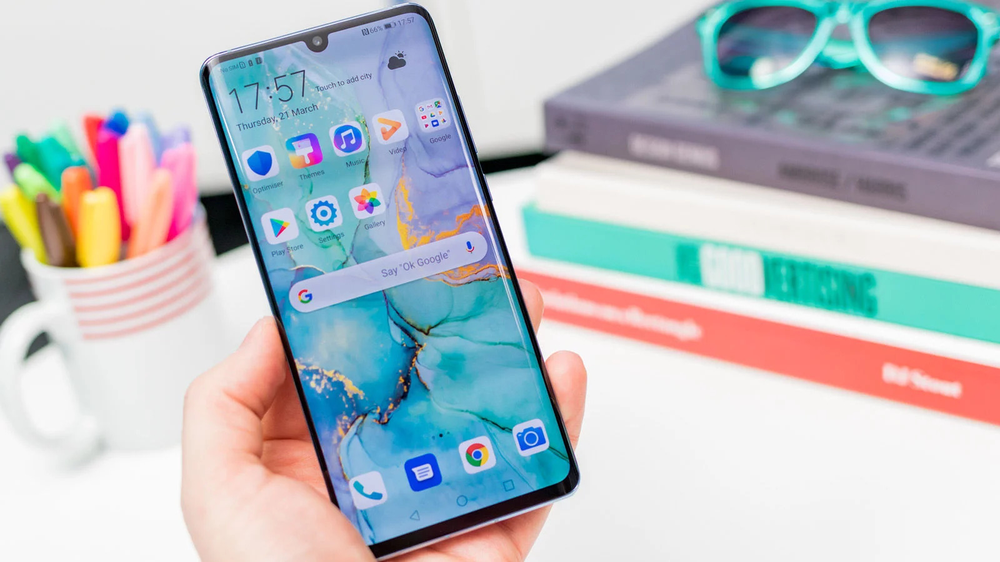 No SIM
66% 17:57
17:57 Touch to add city
Thursday, 21 March
Optimiser
Themes
Music
Video
Google
Play Store
Settings
Gallery
Say "Ok Google"
GOOD